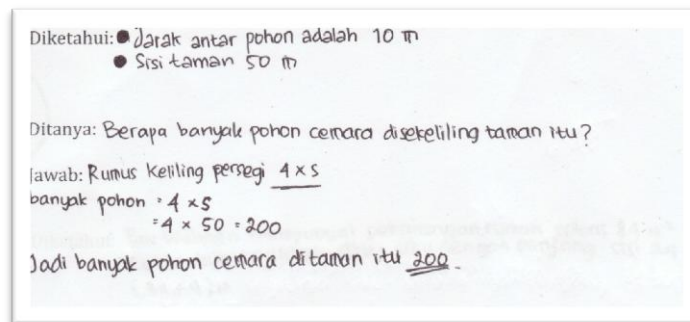 Diketahui: ● Jarak antar pohon adalah 10 m
● Sisi taman 50 m
Ditanya: Berapa banyak pohon cemara disekeliling taman itu?
Jawab: Rumus Keliling persegi 4 x s
banyak pohon = 4 x s
= 4 x 50 = 200
Jadi banyak pohon cemara ditaman itu 200.